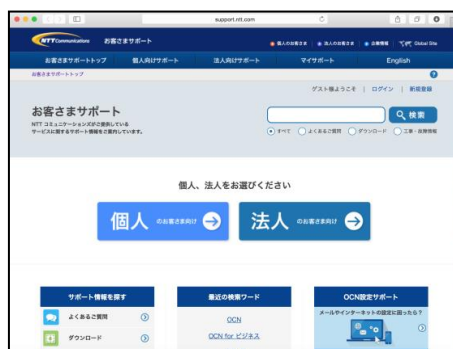 support.ntt.com
NTT Communications お客さまサポート
個人のお客さま 法人のお客さま 企業情報 Global Site
お客さまサポートトップ 個人向けサポート 法人向けサポート マイサポート English
お客さまサポートトップ
ゲスト様ようこそ | ログイン | 新規登録
お客さまサポート
NTT コミュニケーションズがご提供している
サービスに関するサポート情報をご案内しています。
検索
すべて よくあるご質問 ダウンロード 工事・故障情報
個人、法人をお選びください
個人 のお客さま向け
法人 のお客さま向け
サポート情報を探す
よくあるご質問
ダウンロード
最近の検索ワード
OCN
OCN for ビジネス
OCN設定サポート
メールやインターネットの設定に困ったら？